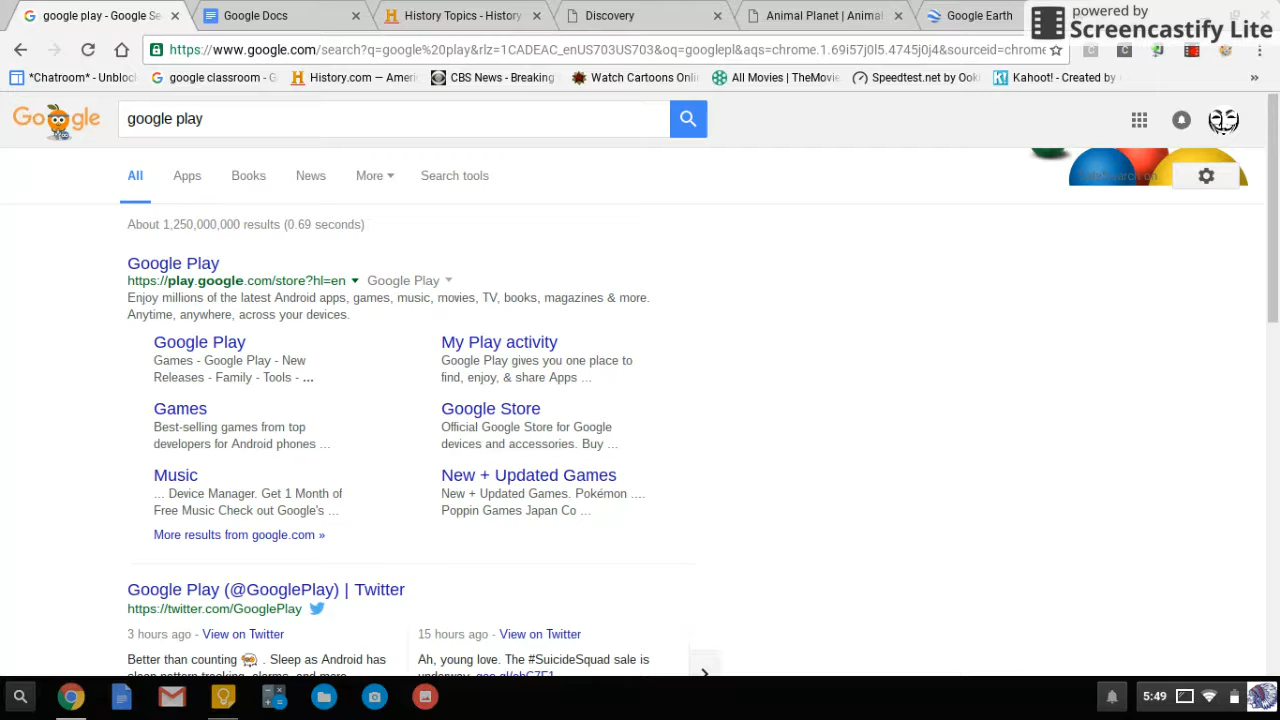 powered by
Screencastify Lite
google play - Google Se
Google Docs
History Topics - History
Discovery
Animal Planet | Animal
Google Earth
https://www.google.com/search?q=google%20play&rlz=1CADEAC_enUS703US703&oq=googlepl&aqs=chrome.1.69i57j0l5.4745j0j4&sourceid=chrome
*Chatroom* - Unbloc
google classroom - G
History.com — Ameri
CBS News - Breaking
Watch Cartoons Onli
All Movies | TheMovie
Speedtest.net by Ookl
Kahoot! - Created by
»
Google
google play
All
Apps
Books
News
More
Search tools
About 1,250,000,000 results (0.69 seconds)
Google Play
https://play.google.com/store?hl=en
Google Play
Enjoy millions of the latest Android apps, games, music, movies, TV, books, magazines & more.
Anytime, anywhere, across your devices.
Google Play
Games - Google Play - New
Releases - Family - Tools - ...
My Play activity
Google Play gives you one place to
find, enjoy, & share Apps ...
Games
Best-selling games from top
developers for Android phones ...
Google Store
Official Google Store for Google
devices and accessories. Buy ...
Music
... Device Manager. Get 1 Month of
Free Music Check out Google's ...
New + Updated Games
New + Updated Games. Pokémon ....
Poppin Games Japan Co ...
More results from google.com »
Google Play (@GooglePlay) | Twitter
https://twitter.com/GooglePlay
3 hours ago - View on Twitter
Better than counting . Sleep as Android has
sleep pattern tracking, alarms, and more
15 hours ago - View on Twitter
Ah, young love. The #SuicideSquad sale is
underway.
5:49